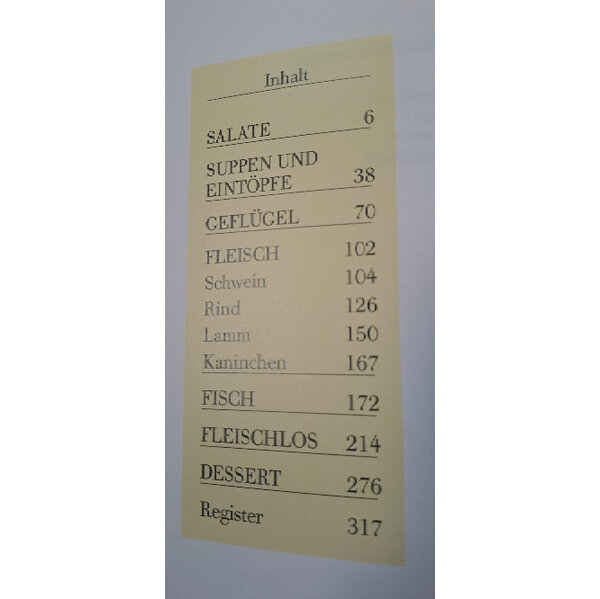 Inhalt
SALATE 6
SUPPEN UND
EINTÖPFE 38
GEFLÜGEL 70
FLEISCH 102
Schwein 104
Rind 126
Lamm 150
Kaninchen 167
FISCH 172
FLEISCHLOS 214
DESSERT 276
Register 317